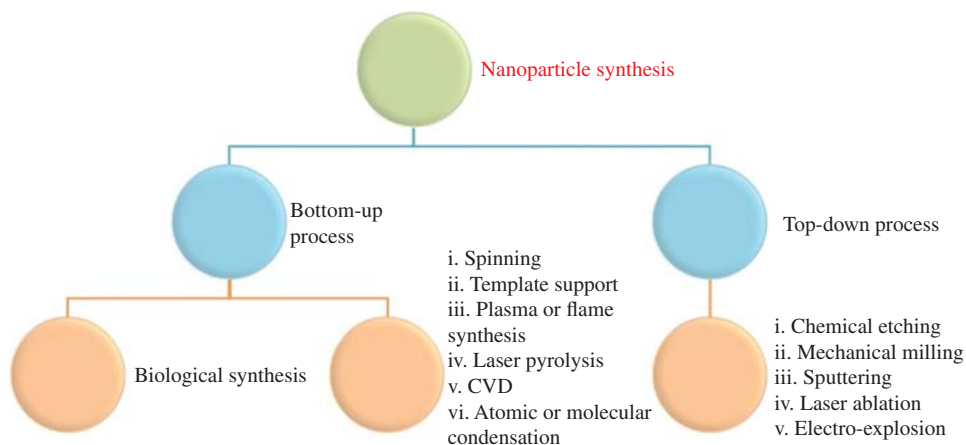 Nanoparticle synthesis
Bottom-up
process
Top-down process
Biological synthesis
i. Spinning
ii. Template support
iii. Plasma or flame
synthesis
iv. Laser pyrolysis
v. CVD
vi. Atomic or molecular
condensation
i. Chemical etching
ii. Mechanical milling
iii. Sputtering
iv. Laser ablation
v. Electro-explosion